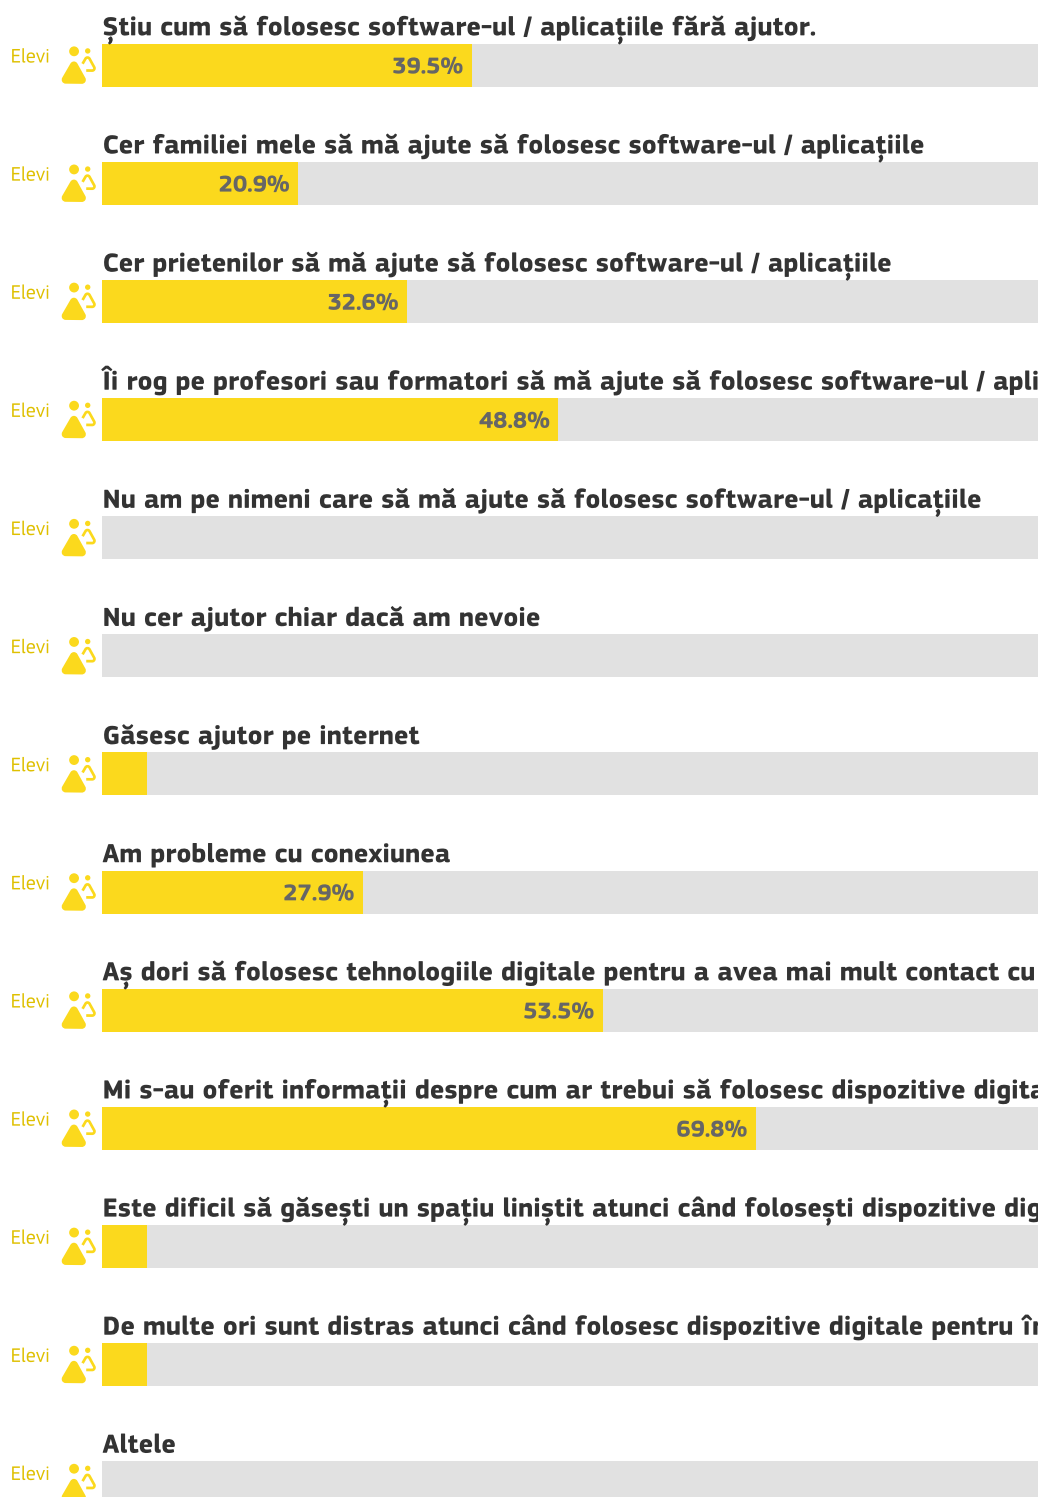 Știu cum să folosesc software-ul / aplicațiile fără ajutor.
Elevi
39.5%
Cer familiei mele să mă ajute să folosesc software-ul / aplicațiile
Elevi
20.9%
Cer prietenilor să mă ajute să folosesc software-ul / aplicațiile
Elevi
32.6%
Îi rog pe profesori sau formatori să mă ajute să folosesc software-ul / apli
Elevi
48.8%
Nu am pe nimeni care să mă ajute să folosesc software-ul / aplicațiile
Elevi
Nu cer ajutor chiar dacă am nevoie
Elevi
Găsesc ajutor pe internet
Elevi
Am probleme cu conexiunea
Elevi
27.9%
Aș dori să folosesc tehnologiile digitale pentru a avea mai mult contact cu
Elevi
53.5%
Mi s-au oferit informații despre cum ar trebui să folosesc dispozitive digita
Elevi
69.8%
Este dificil să găsești un spațiu liniștit atunci când folosești dispozitive dig
Elevi
De multe ori sunt distras atunci când folosesc dispozitive digitale pentru în
Elevi
Altele
Elevi